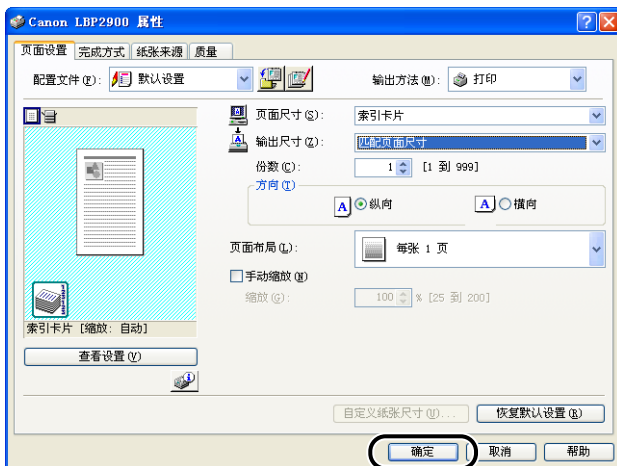 Canon LBP2900 属性
页面设置 完成方式 纸张来源 质量
配置文件(F): 默认设置 输出方法(M): 打印
页面尺寸(S): 索引卡片
输出尺寸(Z): 匹配页面尺寸
份数(C): 1 [1 到 999]
方向(T)
A 纵向 A 横向
页面布局(L): 每张 1 页
手动缩放(N)
缩放(G): 100 % [25 到 200]
索引卡片 [缩放: 自动]
查看设置(V)
自定义纸张尺寸(U)... 恢复默认设置(R)
确定 取消 帮助